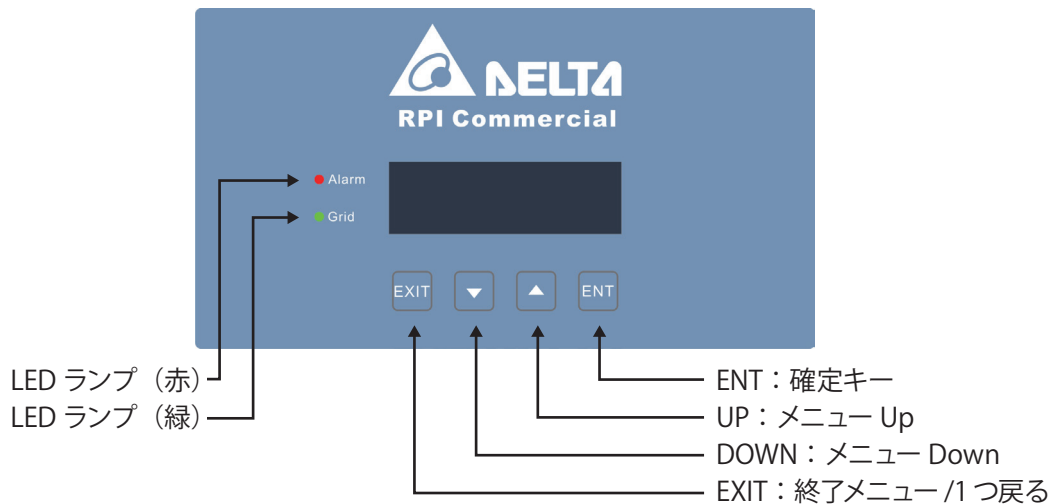 DELTA
RPI Commercial
Alarm
Grid
EXIT
ENT
LED ランプ（赤）
LED ランプ（緑）
ENT：確定キー
UP：メニュー Up
DOWN：メニュー Down
EXIT：終了メニュー /1 つ戻る